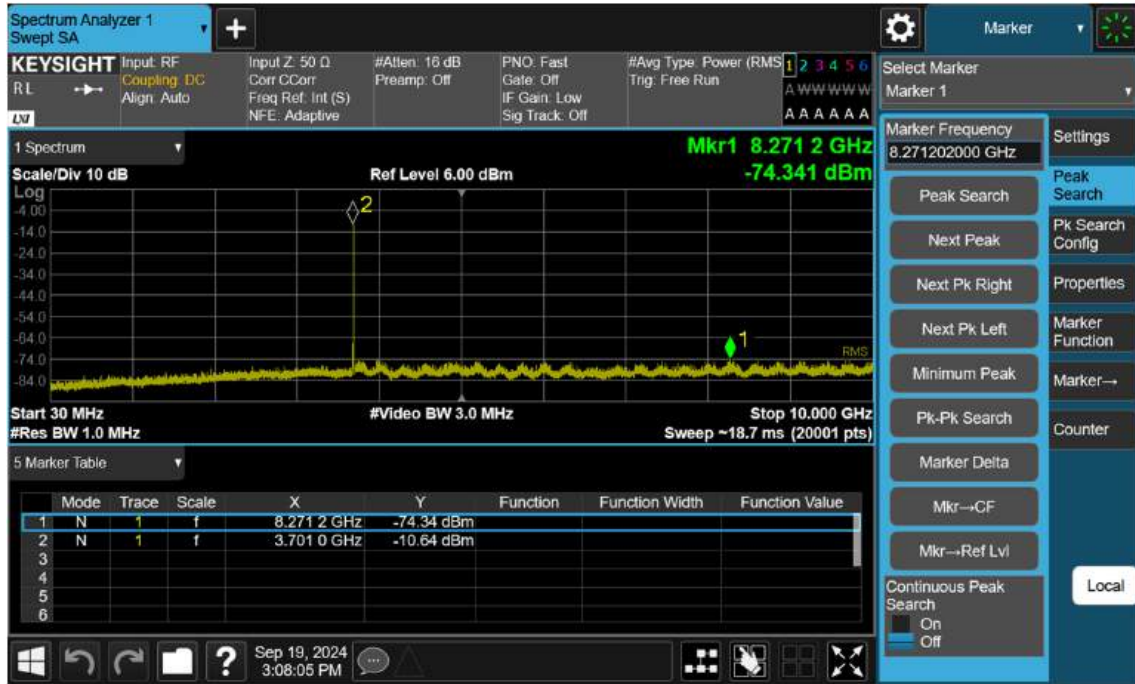 Spectrum Analyzer 1
Swept SA
Marker
KEYSIGHT
RL
LXI
Input: RF
Coupling: DC
Align: Auto
Input Z: 50 Ω
Corr CCorr
Freq Ref: Int (S)
NFE: Adaptive
#Atten: 16 dB
Preamp: Off
PNO: Fast
Gate: Off
IF Gain: Low
Sig Track: Off
#Avg Type: Power (RMS
Trig: Free Run
1 2 3 4 5 6
A W W W W W
A A A A A A
Select Marker
Marker 1
1 Spectrum
Mkr1 8.271 2 GHz
Scale/Div 10 dB
Ref Level 6.00 dBm
-74.341 dBm
Log
-4.00
-14.0
-24.0
-34.0
-44.0
-54.0
-64.0
-74.0
-84.0
2
1
RMS
Start 30 MHz
#Video BW 3.0 MHz
Stop 10.000 GHz
#Res BW 1.0 MHz
Sweep ~18.7 ms (20001 pts)
5 Marker Table
Mode Trace Scale X Y Function Function Width Function Value
1 N 1 f 8.271 2 GHz -74.34 dBm
2 N 1 f 3.701 0 GHz -10.64 dBm
3
4
5
6
Marker Frequency
8.271202000 GHz
Peak Search
Next Peak
Next Pk Right
Next Pk Left
Minimum Peak
Pk-Pk Search
Marker Delta
Mkr→CF
Mkr→Ref Lvl
Continuous Peak
Search
On
Off
Settings
Peak
Search
Pk Search
Config
Properties
Marker
Function
Marker→
Counter
Local
?
Sep 19, 2024
3:08:05 PM